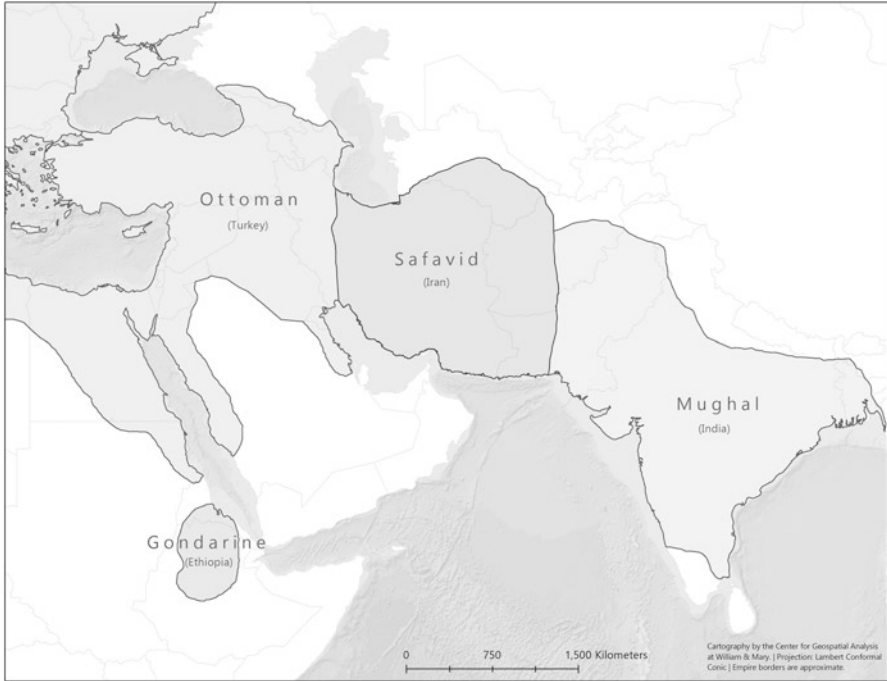 Ottoman
(Turkey)
Safavid
(Iran)
Mughal
(India)
Gondarine
(Ethiopia)
0 750 1,500 Kilometers
Cartography by the Center for Geospatial Analysis
at William & Mary. | Projection: Lambert Conformal
Conic | Empire borders are approximate.